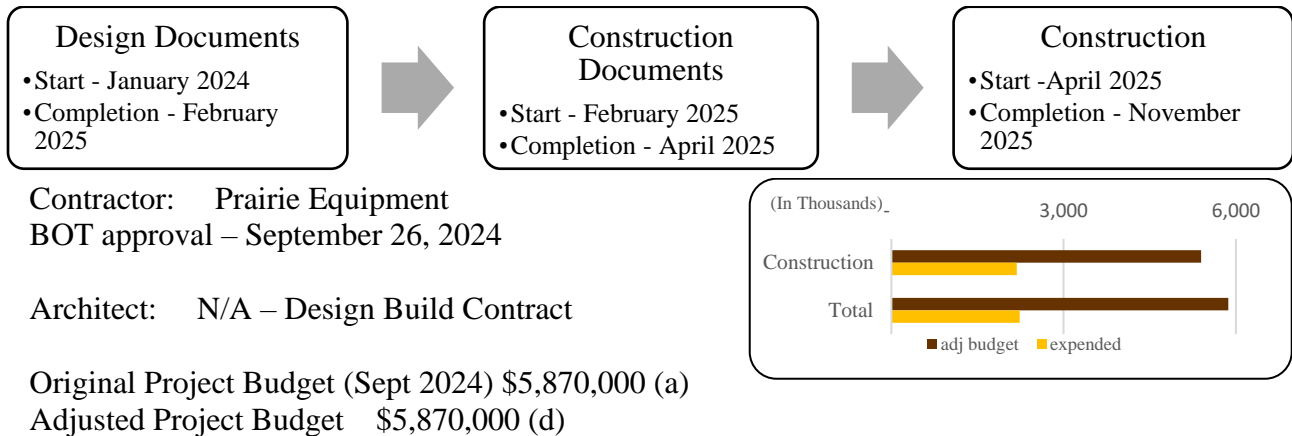 Design Documents
•Start - January 2024
•Completion - February
2025
Construction
Documents
•Start - February 2025
•Completion - April 2025
Construction
•Start -April 2025
•Completion - November
2025
Contractor: Prairie Equipment
BOT approval – September 26, 2024
Architect: N/A – Design Build Contract
Original Project Budget (Sept 2024) $5,870,000 (a)
Adjusted Project Budget $5,870,000 (d)
(In Thousands) - 3,000 6,000
Construction
Total
adj budget expended